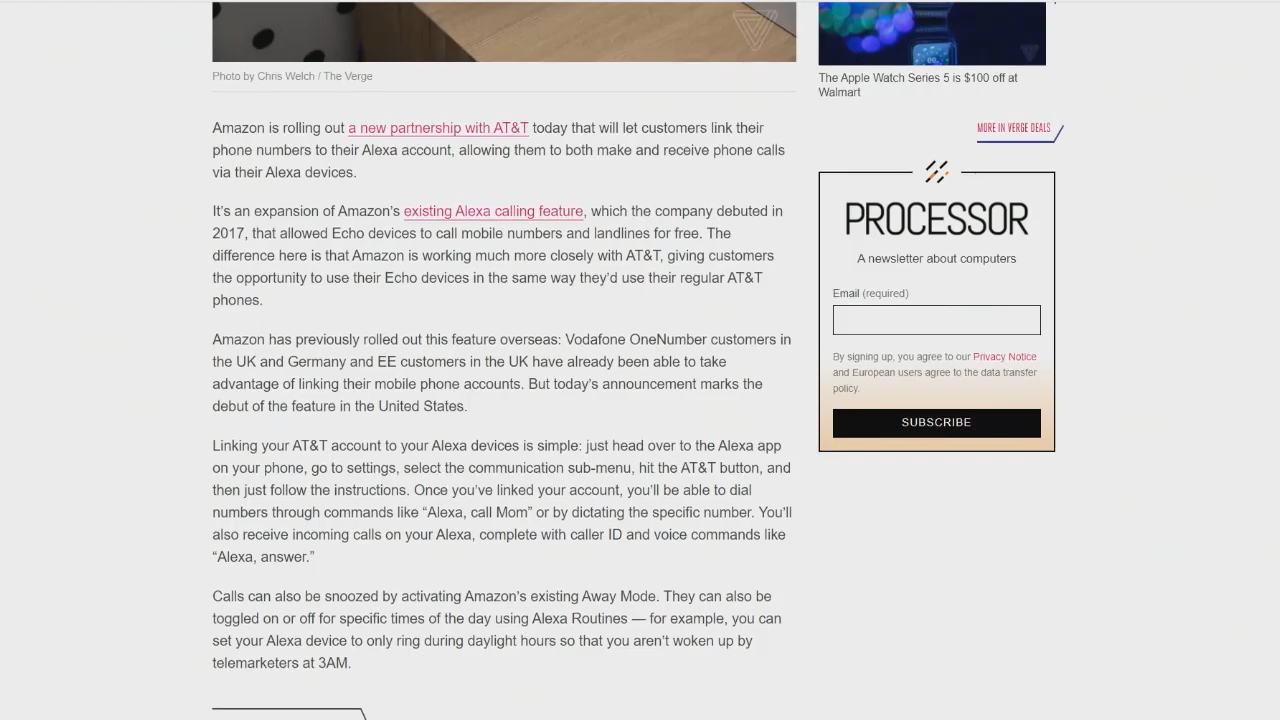 Photo by Chris Welch / The Verge
Amazon is rolling out a new partnership with AT&T today that will let customers link their
phone numbers to their Alexa account, allowing them to both make and receive phone calls
via their Alexa devices.
It’s an expansion of Amazon’s existing Alexa calling feature, which the company debuted in
2017, that allowed Echo devices to call mobile numbers and landlines for free. The
difference here is that Amazon is working much more closely with AT&T, giving customers
the opportunity to use their Echo devices in the same way they’d use their regular AT&T
phones.
Amazon has previously rolled out this feature overseas: Vodafone OneNumber customers in
the UK and Germany and EE customers in the UK have already been able to take
advantage of linking their mobile phone accounts. But today’s announcement marks the
debut of the feature in the United States.
Linking your AT&T account to your Alexa devices is simple: just head over to the Alexa app
on your phone, go to settings, select the communication sub-menu, hit the AT&T button, and
then just follow the instructions. Once you’ve linked your account, you’ll be able to dial
numbers through commands like “Alexa, call Mom” or by dictating the specific number. You’ll
also receive incoming calls on your Alexa, complete with caller ID and voice commands like
“Alexa, answer.”
Calls can also be snoozed by activating Amazon’s existing Away Mode. They can also be
toggled on or off for specific times of the day using Alexa Routines — for example, you can
set your Alexa device to only ring during daylight hours so that you aren’t woken up by
telemarketers at 3AM.
The Apple Watch Series 5 is $100 off at
Walmart
MORE IN VERGE DEALS
PROCESSOR
A newsletter about computers
Email (required)
By signing up, you agree to our Privacy Notice
and European users agree to the data transfer
policy.
SUBSCRIBE